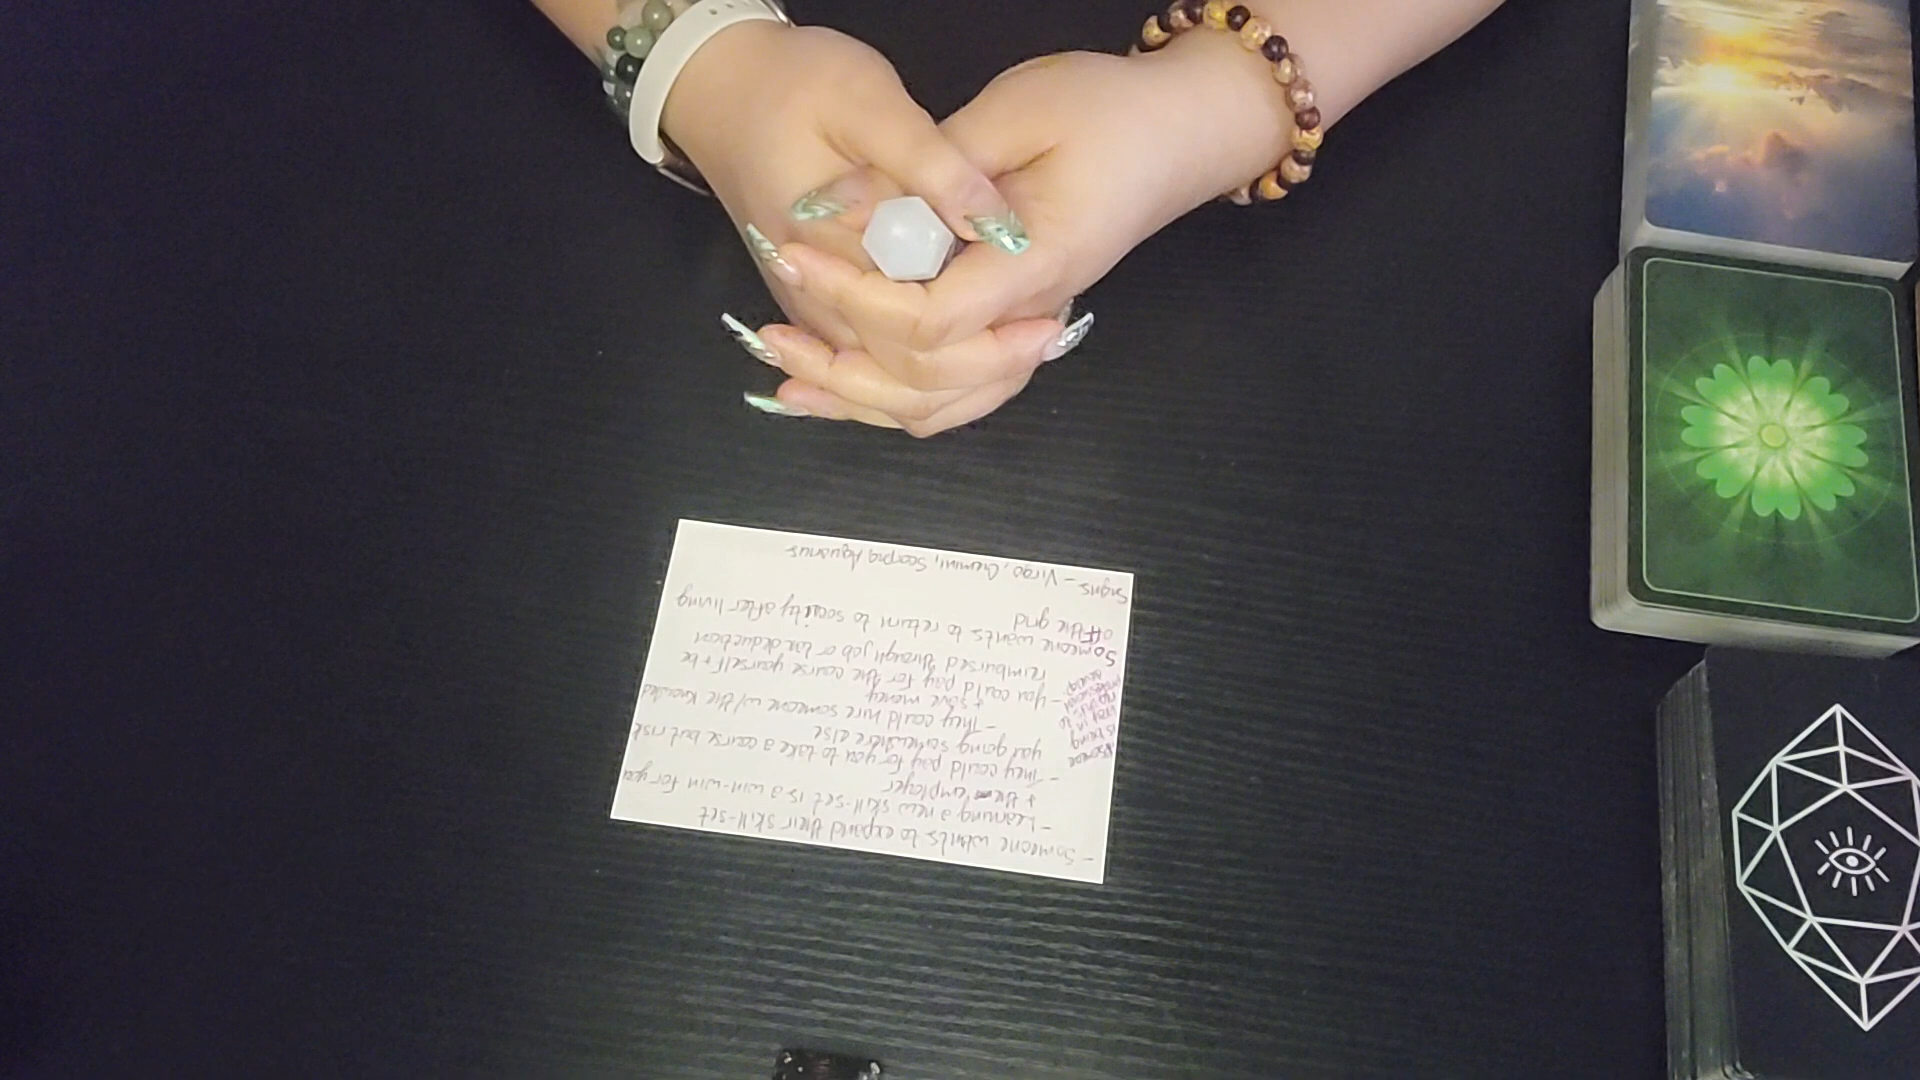 - Someone wants to expand their skill-set
- Learning a new skill-set is a win-win for you
+ employer
- They could pay for you to take a course but risk
you going somewhere else
- They could hire someone w/ the knowled
+ save money
- you could pay for the course yourself + be
reimbursed through job or tax deduction
Someone wants to return to society after living
off the grid
Signs - Virgo, Gemini, Scorpio, Aquarius
is being